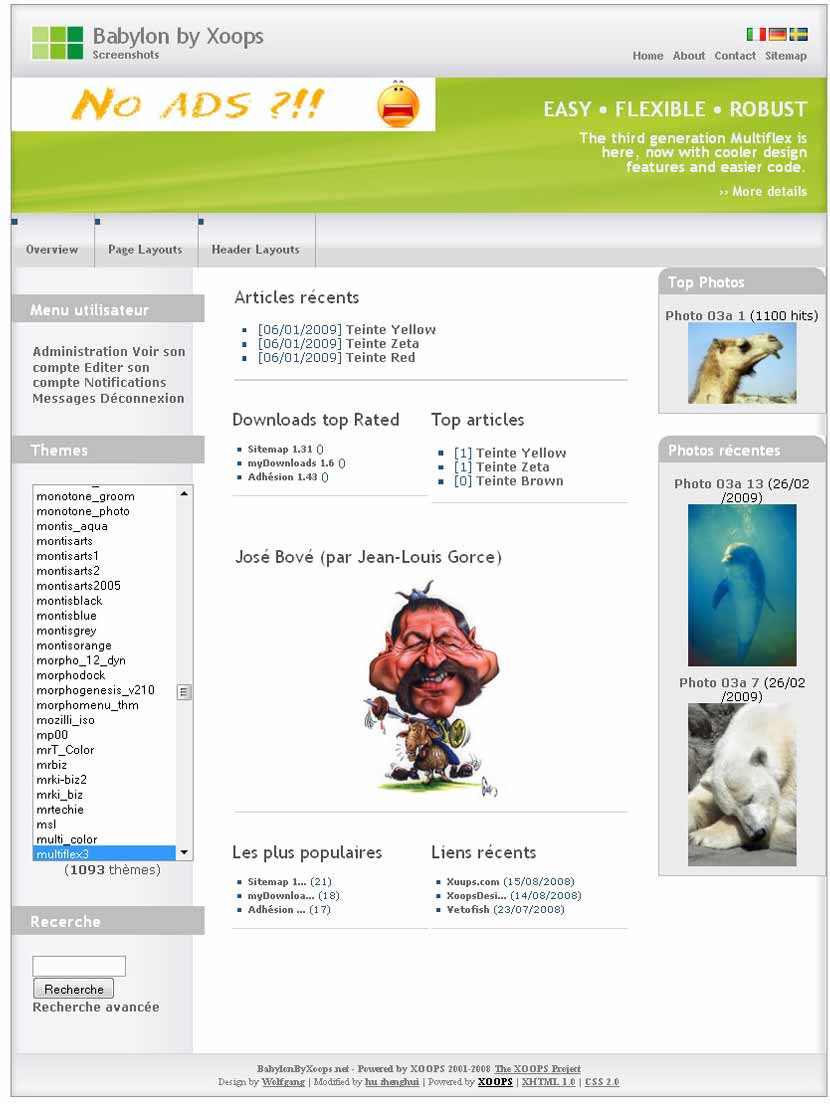 Babylon by Xoops
Screenshots
Home About Contact Sitemap
No ADS ?!!
EASY • FLEXIBLE • ROBUST
The third generation Multiflex is
here, now with cooler design
features and easier code.
›› More details
Overview Page Layouts Header Layouts
Menu utilisateur
Administration Voir son
compte Editer son
compte Notifications
Messages Déconnexion
Themes
monotone_groom
monotone_photo
montis_aqua
montisarts
montisarts1
montisarts2
montisarts2005
montisblack
montisblue
montisgrey
montisorange
morpho_12_dyn
morphodock
morphogenesis_v210
morphomenu_thm
mozilli_iso
mp00
mrT_Color
mrbiz
mrki-biz2
mrki_biz
mrtechie
msl
multi_color
multiflex3
(1093 thèmes)
Recerche
Recherche
Recherche avancée
Articles récents
[06/01/2009] Teinte Yellow
[06/01/2009] Teinte Zeta
[06/01/2009] Teinte Red
Downloads top Rated
Sitemap 1.31 ()
myDownloads 1.6 ()
Adhésion 1.43 ()
Top articles
[1] Teinte Yellow
[1] Teinte Zeta
[0] Teinte Brown
José Bové (par Jean-Louis Gorce)
Les plus populaires
Sitemap 1... (21)
myDownloa... (18)
Adhésion ... (17)
Liens récents
Xuups.com (15/08/2008)
XoopsDesi... (14/08/2008)
Yetofish (23/07/2008)
Top Photos
Photo 03a 1 (1100 hits)
Photos récentes
Photo 03a 13 (26/02
/2009)
Photo 03a 7 (26/02
/2009)
BabylonByXoops.net - Powered by XOOPS 2001-2008 The XOOPS Project
Design by Wolfgang | Modified by hu zhenghui | Powered by XOOPS | XHTML 1.0 | CSS 2.0